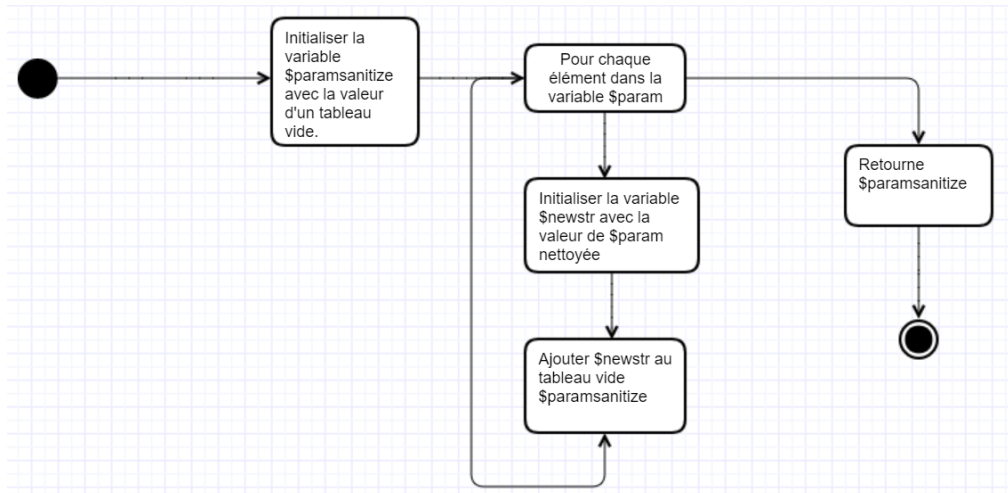 Initialiser la
variable
$paramsanitize
avec la valeur
d'un tableau
vide.
Pour chaque
élément dans la
variable $param
Retourne
$paramsanitize
Initialiser la variable
$newstr avec la
valeur de $param
nettoyée
Ajouter $newstr au
tableau vide
$paramsanitize